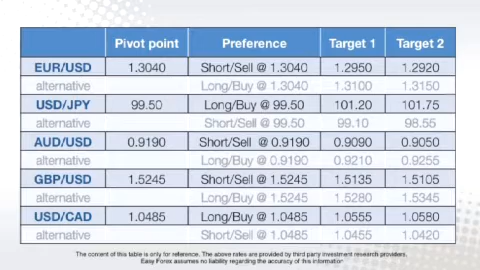 Pivot point Preference Target 1 Target 2
EUR/USD 1.3040 Short/Sell @ 1.3040 1.2950 1.2920
alternative Long/Buy @ 1.3040 1.3100 1.3150
USD/JPY 99.50 Long/Buy @ 99.50 101.20 101.75
alternative Short/Sell @ 99.50 99.10 98.55
AUD/USD 0.9190 Short/Sell @ 0.9190 0.9090 0.9050
alternative Long/Buy @ 0.9190 0.9210 0.9255
GBP/USD 1.5245 Short/Sell @ 1.5245 1.5135 1.5105
alternative Long/Buy @ 1.5245 1.5280 1.5345
USD/CAD 1.0485 Long/Buy @ 1.0485 1.0555 1.0580
alternative Short/Sell @ 1.0485 1.0455 1.0420
The content of this table is only for reference. The above rates are provided by third party investment research providers.
Easy Forex assumes no liability regarding the accuracy of this information